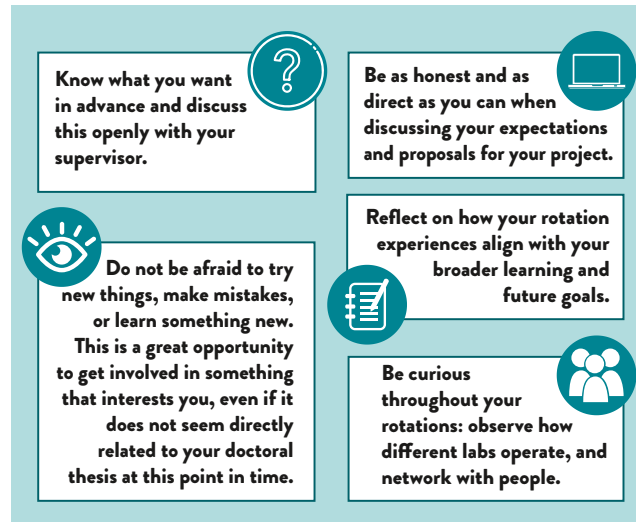 Know what you want
in advance and discuss
this openly with your
supervisor.
Be as honest and as
direct as you can when
discussing your expectations
and proposals for your project.
Do not be afraid to try
new things, make mistakes,
or learn something new.
This is a great opportunity
to get involved in something
that interests you, even if it
does not seem directly
related to your doctoral
thesis at this point in time.
Reflect on how your rotation
experiences align with your
broader learning and
future goals.
Be curious
throughout your
rotations: observe how
different labs operate, and
network with people.